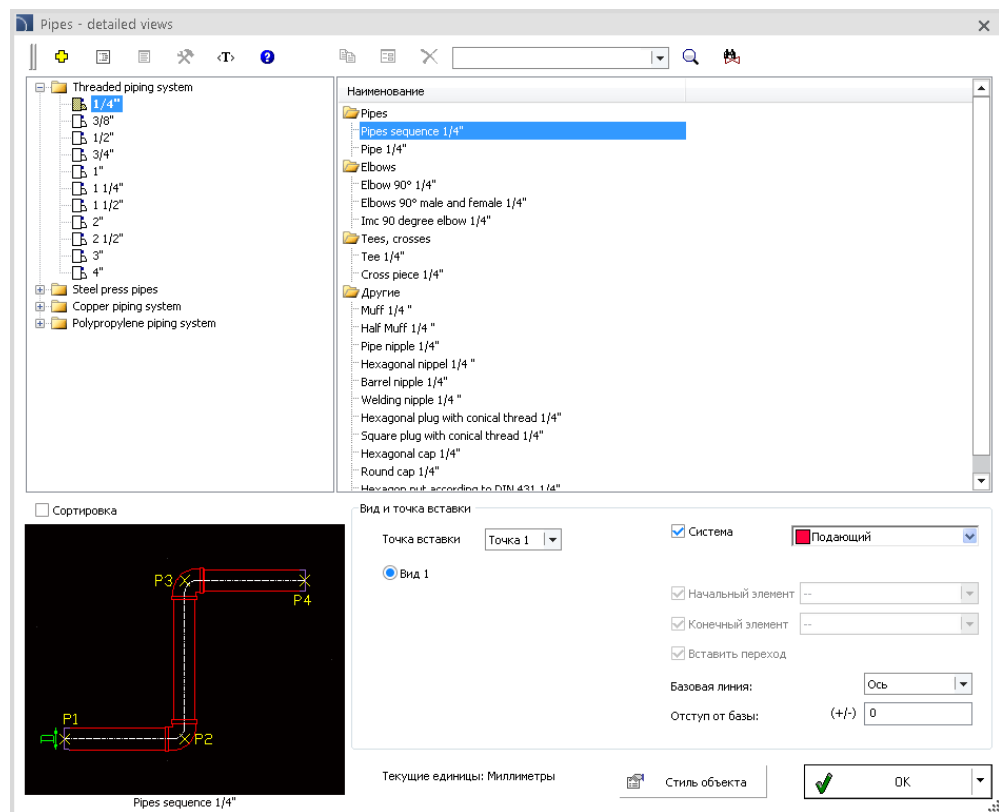 Pipes - detailed views
<T>
Threaded piping system
1/4"
3/8"
1/2"
3/4"
1"
1 1/4"
1 1/2"
2"
2 1/2"
3"
4"
Steel press pipes
Copper piping system
Polypropylene piping system
Наименование
Pipes
Pipes sequence 1/4"
Pipe 1/4"
Elbows
Elbow 90° 1/4"
Elbows 90° male and female 1/4"
Imc 90 degree elbow 1/4"
Tees, crosses
Tee 1/4"
Cross piece 1/4"
Другие
Muff 1/4 "
Half Muff 1/4 "
Pipe nipple 1/4"
Hexagonal nippel 1/4 "
Barrel nipple 1/4"
Welding nipple 1/4 "
Hexagonal plug with conical thread 1/4"
Square plug with conical thread 1/4"
Hexagonal cap 1/4"
Round cap 1/4"
Hexagon nut according to DIN 431 1/4"
Сортировка
P3
P4
P1
P2
D
Pipes sequence 1/4"
Вид и точка вставки
Точка вставки Точка 1
Вид 1
Система Подающий
Начальный элемент --
Конечный элемент --
Вставить переход
Базовая линия: Ось
Отступ от базы: (+/-) 0
Текущие единицы: Миллиметры
Стиль объекта
OK